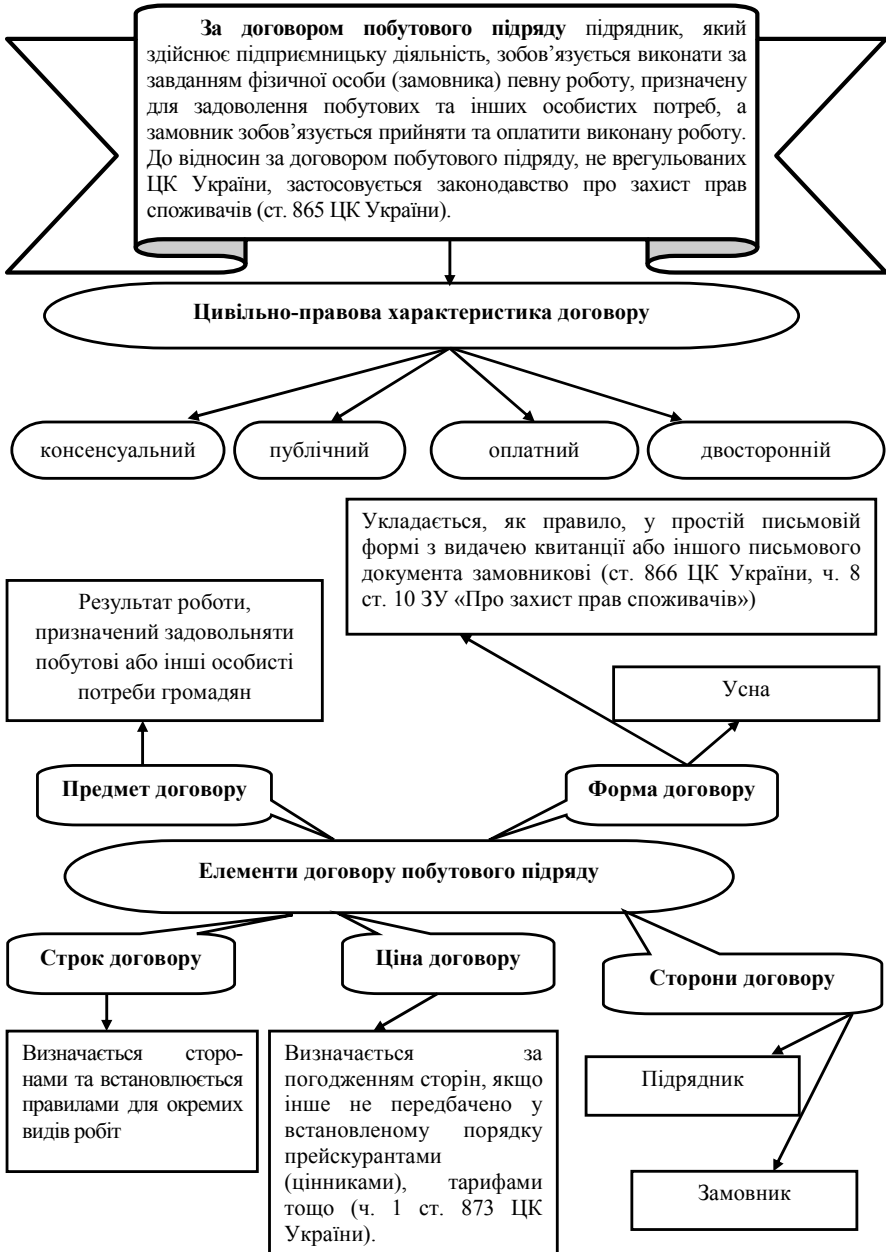 За договором побутового підряду підрядник, який
здійснює підприємницьку діяльність, зобов’язується виконати за
завданням фізичної особи (замовника) певну роботу, призначену
для задоволення побутових та інших особистих потреб, а
замовник зобов’язується прийняти та оплатити виконану роботу.
До відносин за договором побутового підряду, не врегульованих
ЦК України, застосовується законодавство про захист прав
споживачів (ст. 865 ЦК України).
Цивільно-правова характеристика договору
консенсуальний
публічний
оплатний
двосторонній
Укладається, як правило, у простій письмовій
формі з видачею квитанції або іншого письмового
документа замовникові (ст. 866 ЦК України, ч. 8
ст. 10 ЗУ «Про захист прав споживачів»)
Результат роботи,
призначений задовольняти
побутові або інші особисті
потреби громадян
Усна
Предмет договору
Форма договору
Елементи договору побутового підряду
Строк договору
Ціна договору
Сторони договору
Визначається сторо-
нами та встановлюється
правилами для окремих
видів робіт
Визначається за
погодженням сторін, якщо
інше не передбачено у
встановленому порядку
прейскурантами
(цінниками), тарифами
тощо (ч. 1 ст. 873 ЦК
України).
Підрядник
Замовник